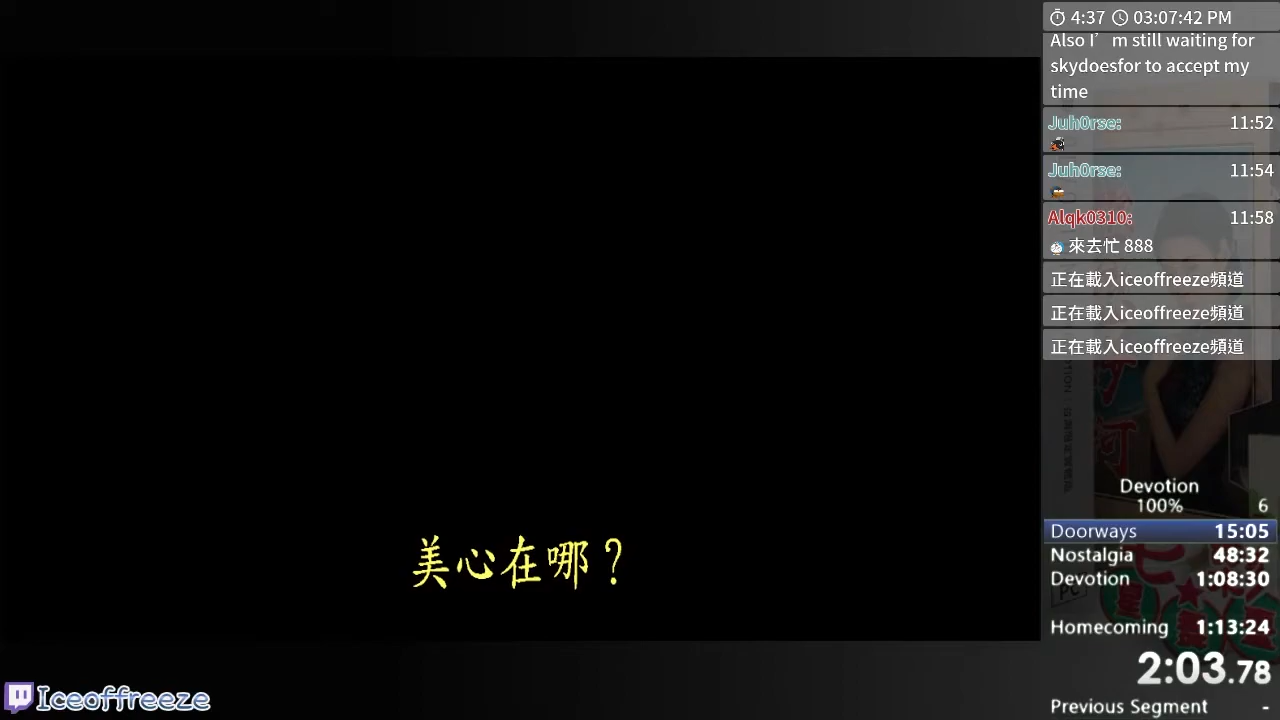 4:37 03:07:42 PM
Also I’m still waiting for
skydoesfor to accept my
time
Juh0rse: 11:52
Juh0rse: 11:54
Alqk0310: 11:58
來去忙 888
正在載入iceoffreeze頻道
正在載入iceoffreeze頻道
正在載入iceoffreeze頻道
Devotion
100% 6
Doorways 15:05
Nostalgia 48:32
Devotion 1:08:30
Homecoming 1:13:24
2:03.78
Previous Segment -
美心在哪？
Iceoffreeze